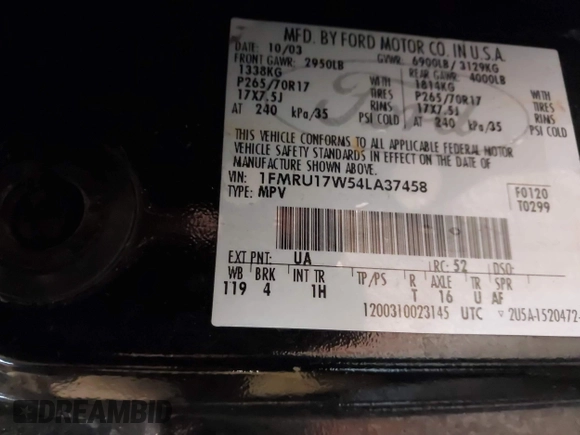 MFD. BY FORD MOTOR CO. IN U.S.A.
DATE: 10/03 GVWR: 6900LB / 3129KG
FRONT GAWR: 2950LB REAR GAWR: 4000LB
1338KG 1814KG
P265/70R17 TIRES P265/70R17 TIRES
17X7.5J RIMS 17X7.5J RIMS
AT 240 kPa/35 PSI COLD AT 240 kPa/35 PSI COLD
THIS VEHICLE CONFORMS TO ALL APPLICABLE FEDERAL MOTOR
VEHICLE SAFETY STANDARDS IN EFFECT ON THE DATE OF
MANUFACTURE SHOWN ABOVE.
VIN: 1FMRU17W54LA37458
TYPE: MPV
F0120
T0299
EXT PNT: UA RC: 52 DSO:
WB BRK INT TR TP/PS R AXLE TR SPR
119 4 1H T 16 U AF
1200310023145 UTC ▽ 2U5A-1520472-
Ford
DREAMBID